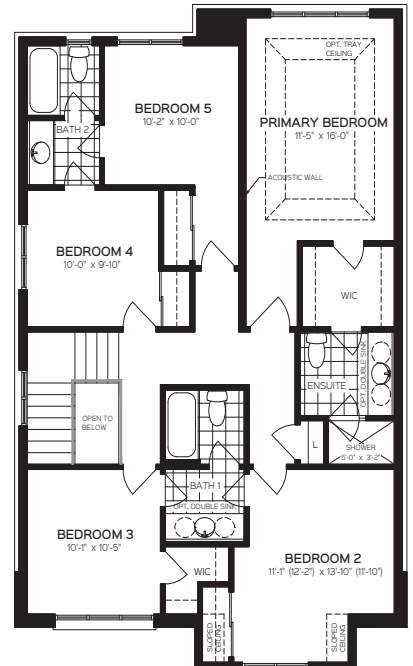 OPT. TRAY
CEILING
BEDROOM 5
10'-2" x 10'-0"
PRIMARY BEDROOM
11'-5" x 16'-0"
BATH 2
ACOUSTIC WALL
BEDROOM 4
10'-0" x 9'-10"
WIC
ENSUITE
OPT. DOUBLE SINK
OPEN TO
BELOW
L
SHOWER
5'-0" x 3'-2"
BATH 1
OPT. DOUBLE SINK
BEDROOM 3
10'-1" x 10'-5"
BEDROOM 2
11'-1" (12'-2") x 13'-10" (11'-10")
WIC
SLOPED
CEILING
SLOPED
CEILING